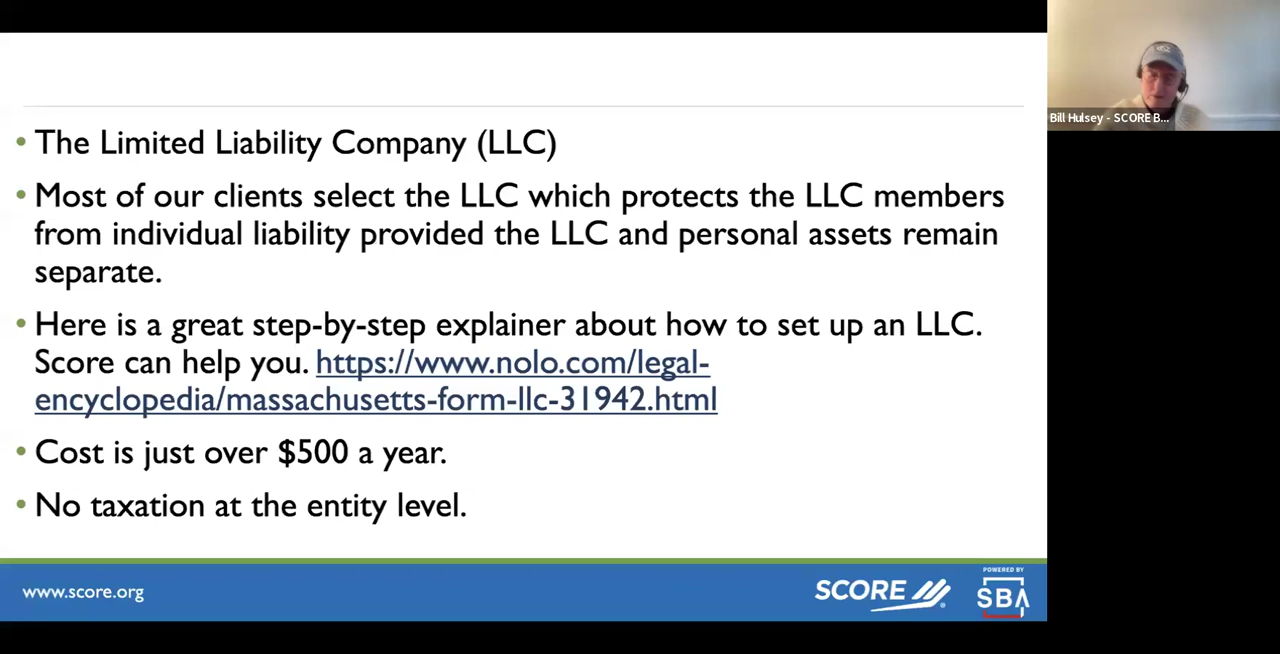 • The Limited Liability Company (LLC)
• Most of our clients select the LLC which protects the LLC members
from individual liability provided the LLC and personal assets remain
separate.
• Here is a great step-by-step explainer about how to set up an LLC.
Score can help you. https://www.nolo.com/legal-
encyclopedia/massachusetts-form-llc-31942.html
• Cost is just over $500 a year.
• No taxation at the entity level.
www.score.org
SCORE
POWERED BY
SBA
Bill Hulsey - SCORE B...